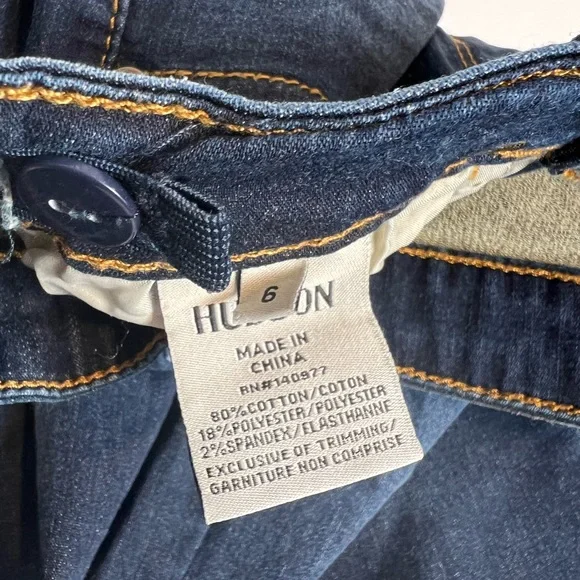 6
HUDSON
MADE IN
CHINA
RN#140977
80%COTTON/COTON
18%POLYESTER/POLYESTER
2%SPANDEX/ELASTHANNE
EXCLUSIVE OF TRIMMING/
GARNITURE NON COMPRISE